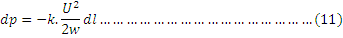 dp = −k. U²/2w dl … … … … … … … … … … … … … … … … (11)